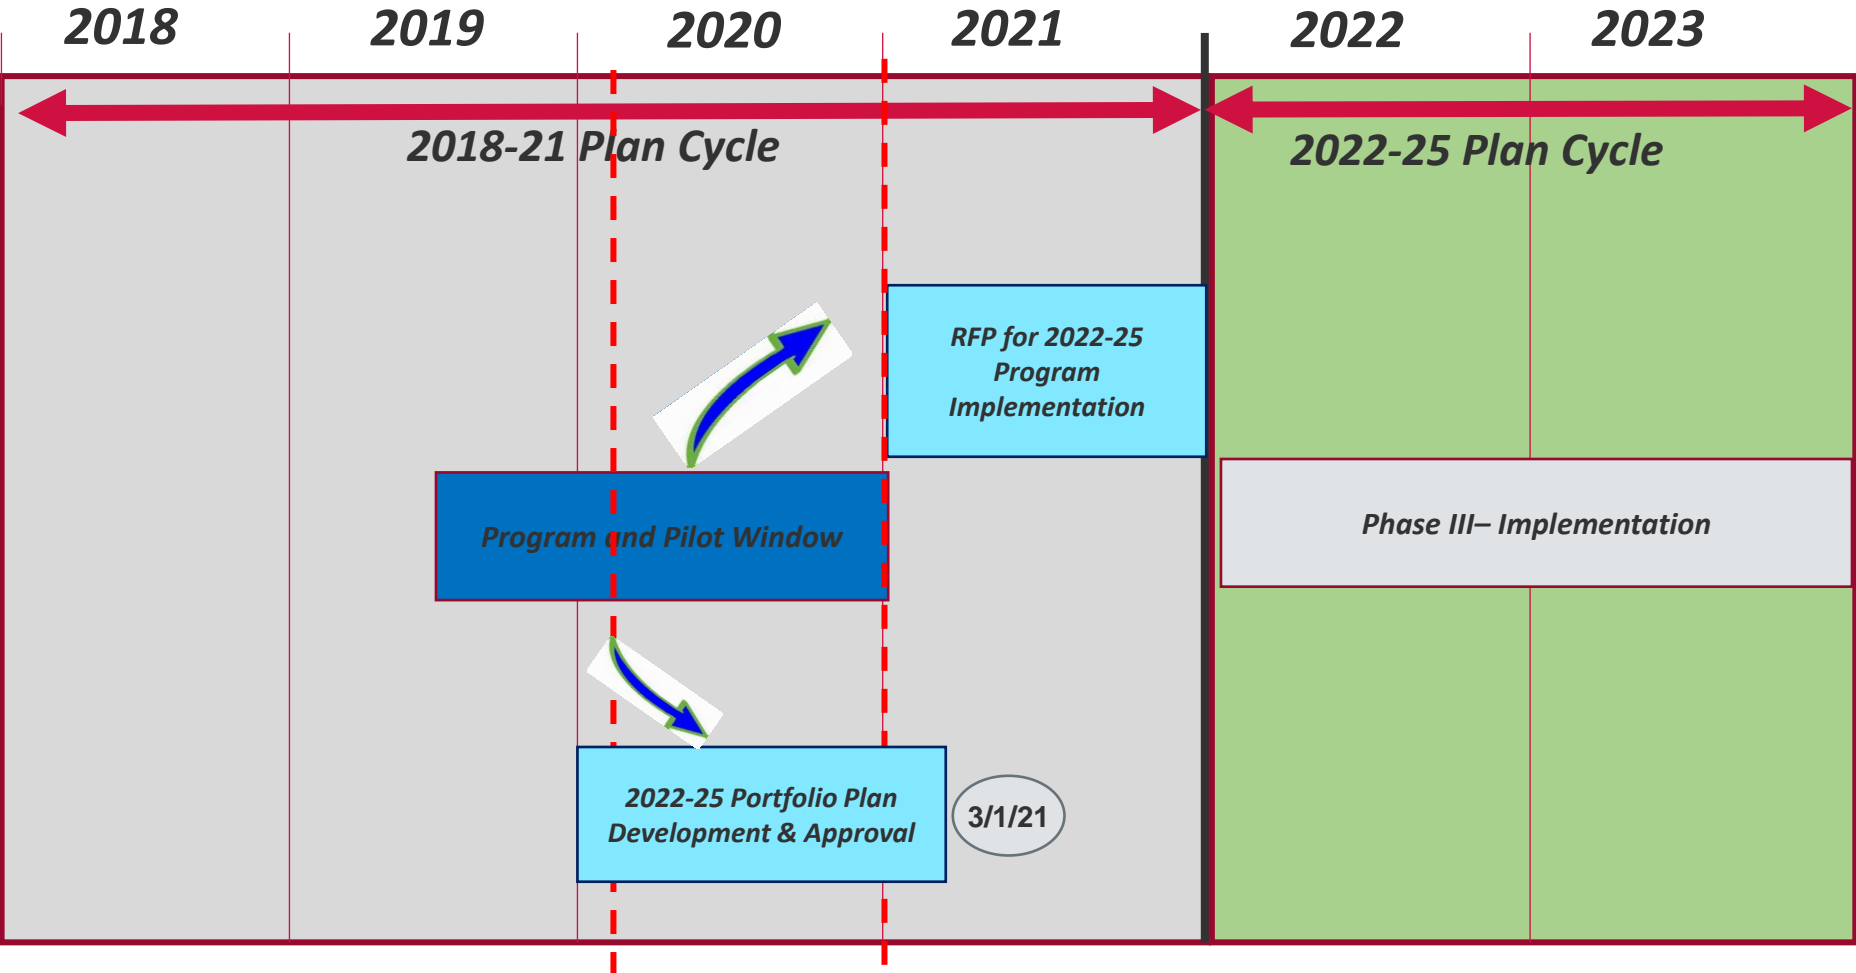 2018 2019 2020 2021 2022 2023
2018-21 Plan Cycle
2022-25 Plan Cycle
RFP for 2022-25
Program
Implementation
Program and Pilot Window
Phase III– Implementation
2022-25 Portfolio Plan
Development & Approval
3/1/21